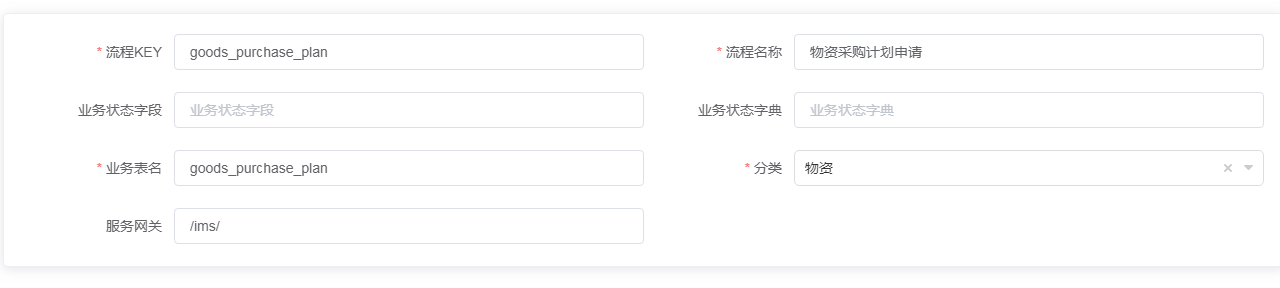 * 流程KEY goods_purchase_plan * 流程名称 物资采购计划申请
业务状态字段 业务状态字段 业务状态字典 业务状态字典
* 业务表名 goods_purchase_plan * 分类 物资
服务网关 /ims/